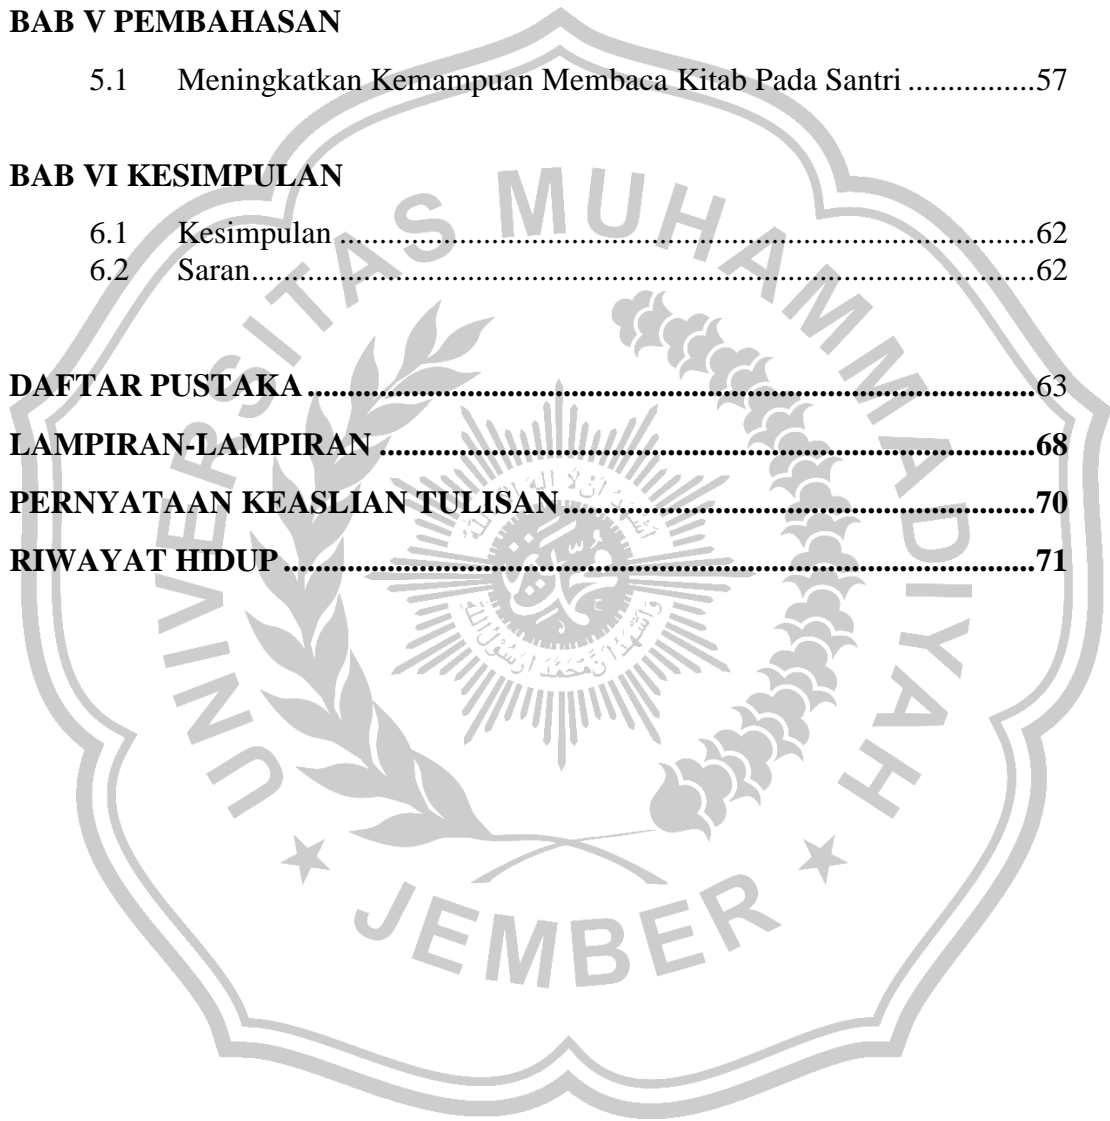 BAB V PEMBAHASAN
5.1 Meningkatkan Kemampuan Membaca Kitab Pada Santri ................57
BAB VI KESIMPULAN
6.1 Kesimpulan ........................................................................................62
6.2 Saran...................................................................................................62
DAFTAR PUSTAKA ...........................................................................................63
LAMPIRAN-LAMPIRAN ..................................................................................68
PERNYATAAN KEASLIAN TULISAN ...........................................................70
RIWAYAT HIDUP ..............................................................................................71
UNIVERSITAS MUHAMMADIYAH
JEMBER